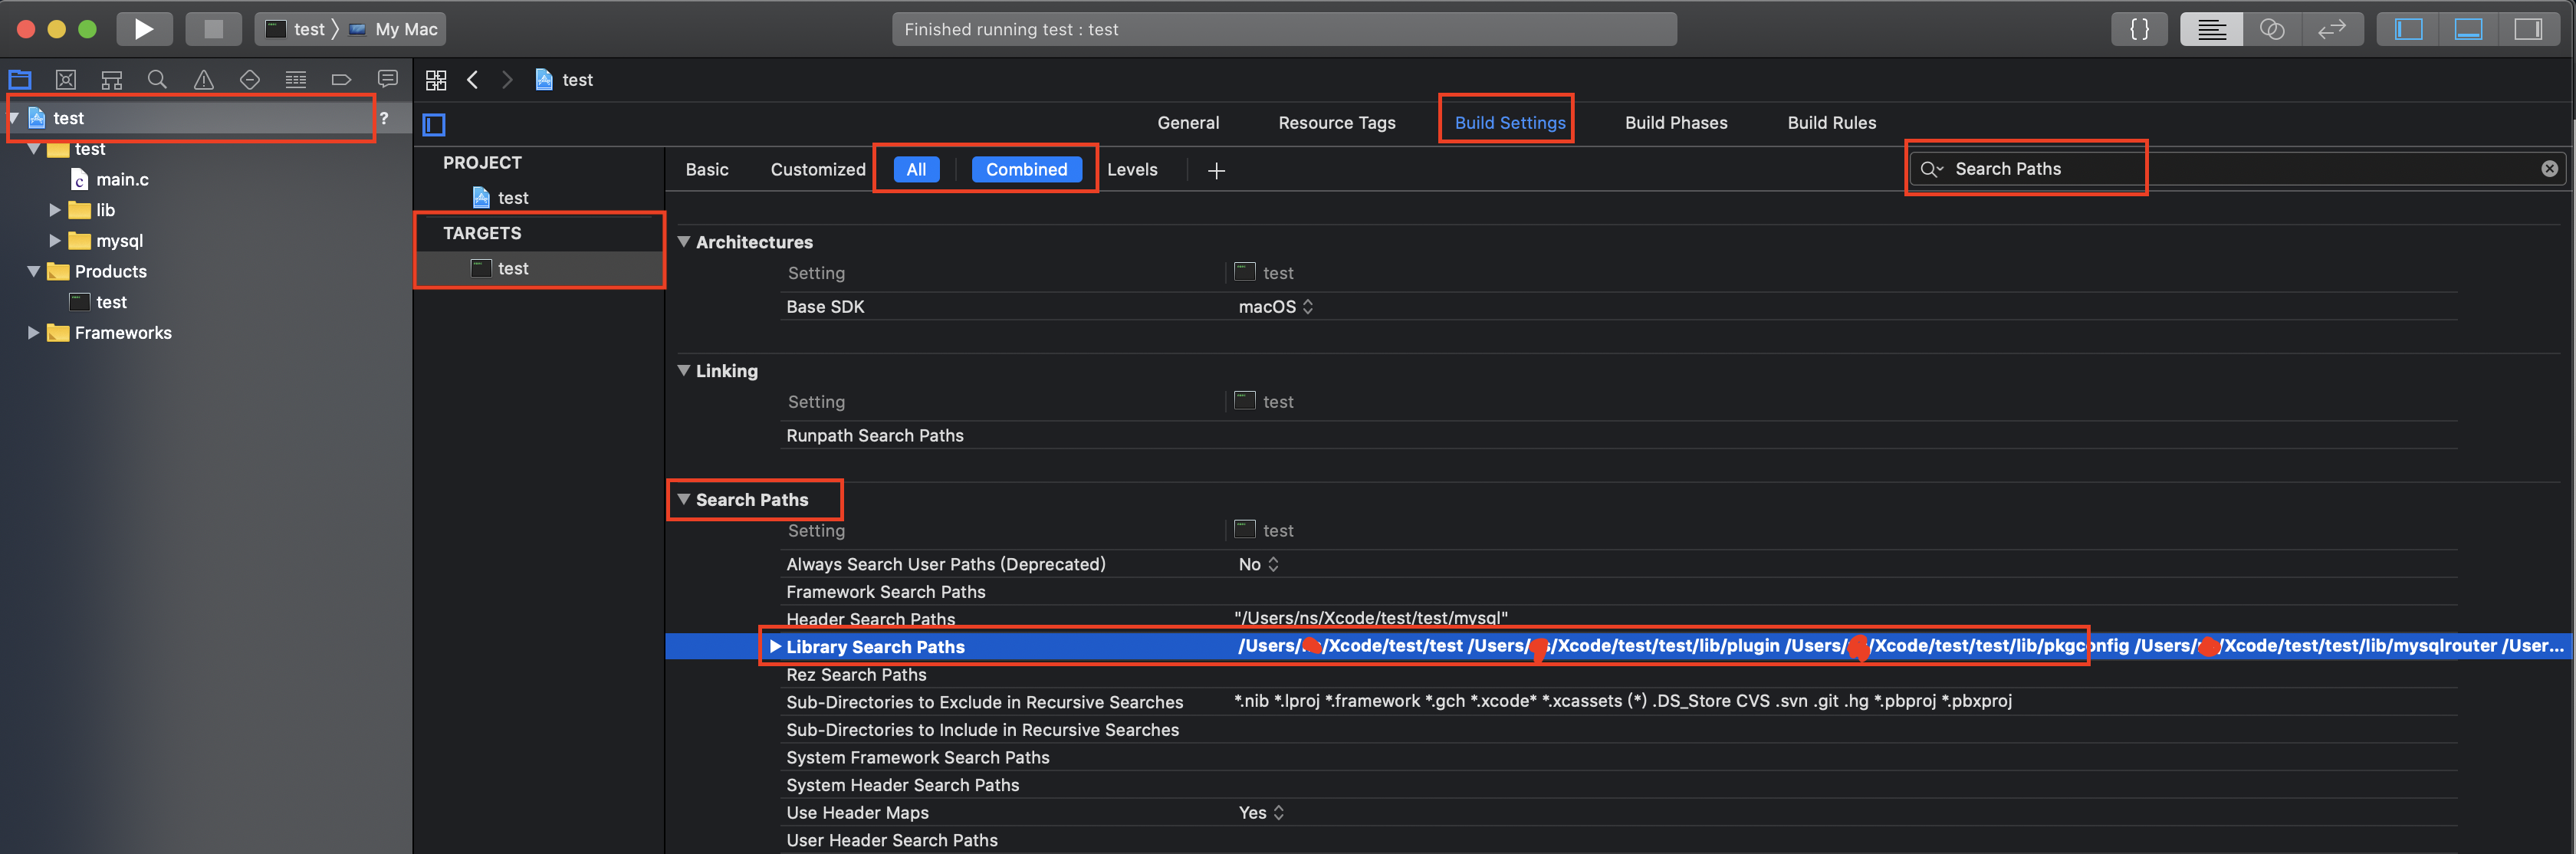 test My Mac Finished running test : test { }
test
test ?
General Resource Tags Build Settings Build Phases Build Rules
test
PROJECT
Basic Customized All Combined Levels + Search Paths
main.c
test
lib
TARGETS
mysql
Architectures
test
Products
Setting test
test
Base SDK macOS
Frameworks
Linking
Setting test
Runpath Search Paths
Search Paths
Setting test
Always Search User Paths (Deprecated) No
Framework Search Paths
Header Search Paths "/Users/ns/Xcode/test/test/mysql"
Library Search Paths /Users/ /Xcode/test/test /Users/ s/Xcode/test/test/lib/plugin /Users/ /Xcode/test/test/lib/pkgconfig /Users/ /Xcode/test/test/lib/mysqlrouter /User...
Rez Search Paths
Sub-Directories to Exclude in Recursive Searches *.nib *.lproj *.framework *.gch *.xcode* *.xcassets (*) .DS_Store CVS .svn .git .hg *.pbproj *.pbxproj
Sub-Directories to Include in Recursive Searches
System Framework Search Paths
System Header Search Paths
Use Header Maps Yes
User Header Search Paths